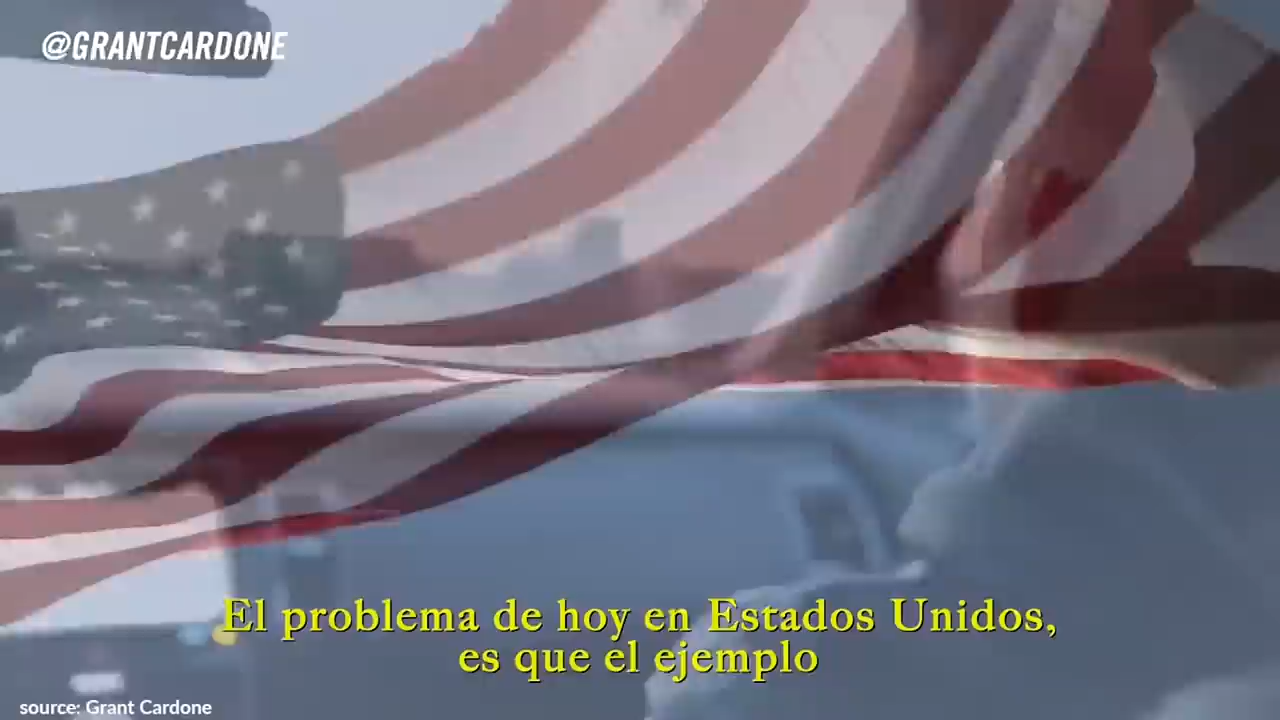 @GRANTCARDONE
El problema de hoy en Estados Unidos,
es que el ejemplo
source: Grant Cardone